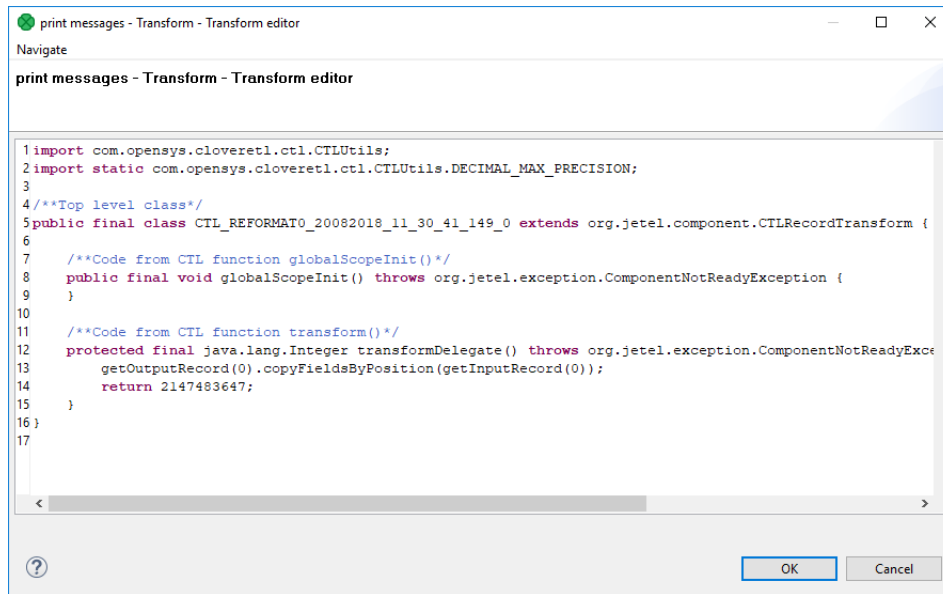 print messages - Transform - Transform editor
Navigate
print messages - Transform - Transform editor
1 import com.opensys.cloveretl.ctl.CTLUtils;
2 import static com.opensys.cloveretl.ctl.CTLUtils.DECIMAL_MAX_PRECISION;
3
4 /**Top level class*/
5 public final class CTL_REFORMAT0_20082018_11_30_41_149_0 extends org.jetel.component.CTLRecordTransform {
6
7     /**Code from CTL function globalScopeInit()*/
8     public final void globalScopeInit() throws org.jetel.exception.ComponentNotReadyException {
9     }
10
11     /**Code from CTL function transform()*/
12     protected final java.lang.Integer transformDelegate() throws org.jetel.exception.ComponentNotReadyExce
13         getOutputRecord(0).copyFieldsByPosition(getInputRecord(0));
14         return 2147483647;
15     }
16 }
17
?
OK Cancel